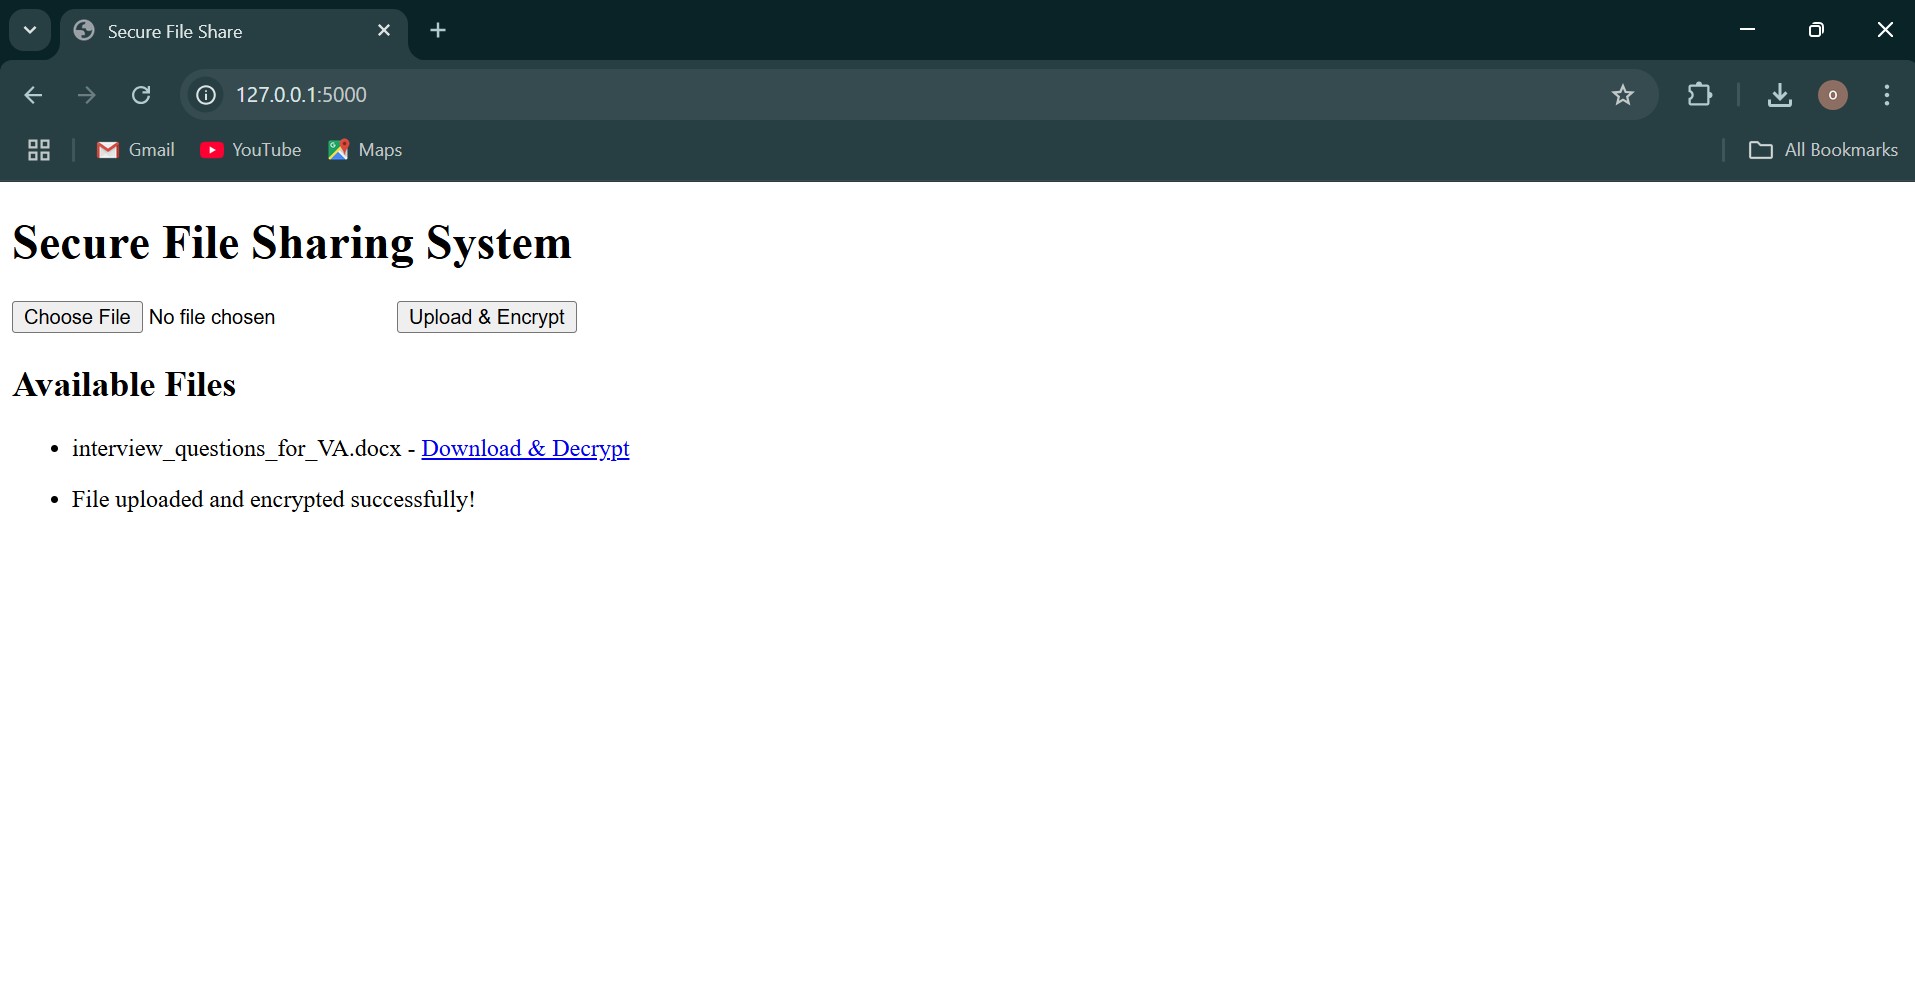 Secure File Share
127.0.0.1:5000
o
Gmail YouTube Maps All Bookmarks
Secure File Sharing System
Choose File No file chosen Upload & Encrypt
Available Files
• interview_questions_for_VA.docx - Download & Decrypt
• File uploaded and encrypted successfully!